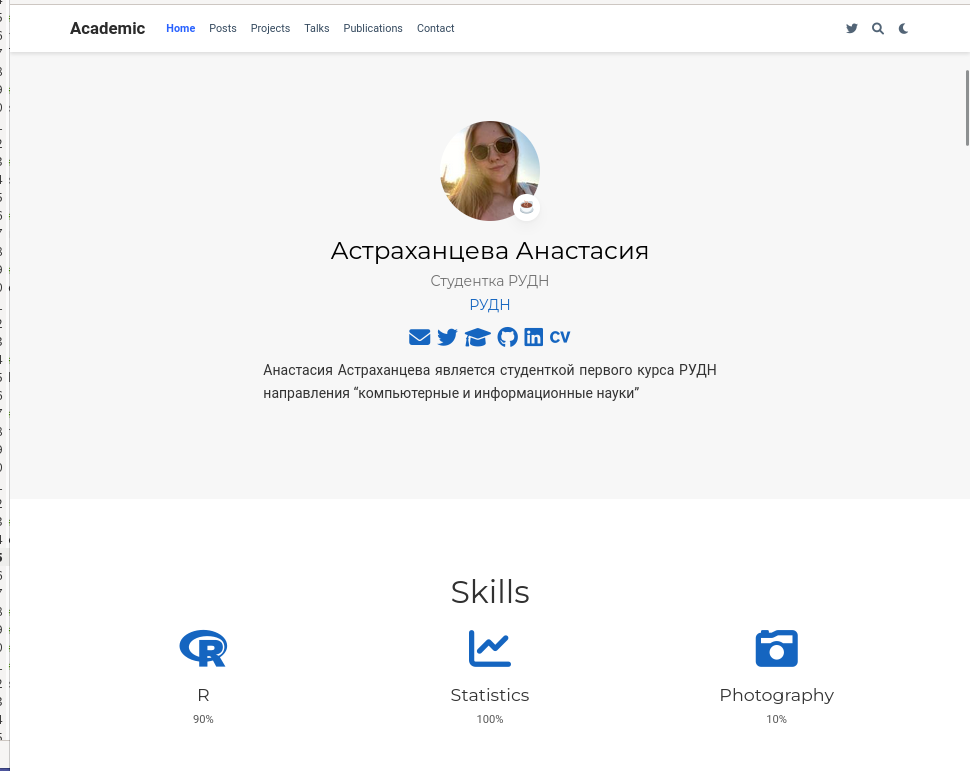 Academic Home Posts Projects Talks Publications Contact
Астраханцева Анастасия
Студентка РУДН
РУДН
CV
Анастасия Астраханцева является студенткой первого курса РУДН
направления “компьютерные и информационные науки”
Skills
R
R Statistics Photography
90% 100% 10%